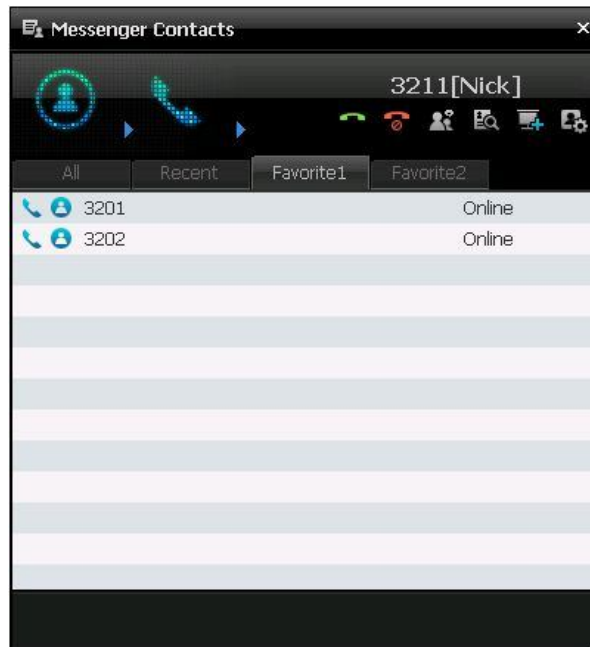 Messenger Contacts
3211[Nick]
All Recent Favorite1 Favorite2
3201 Online
3202 Online